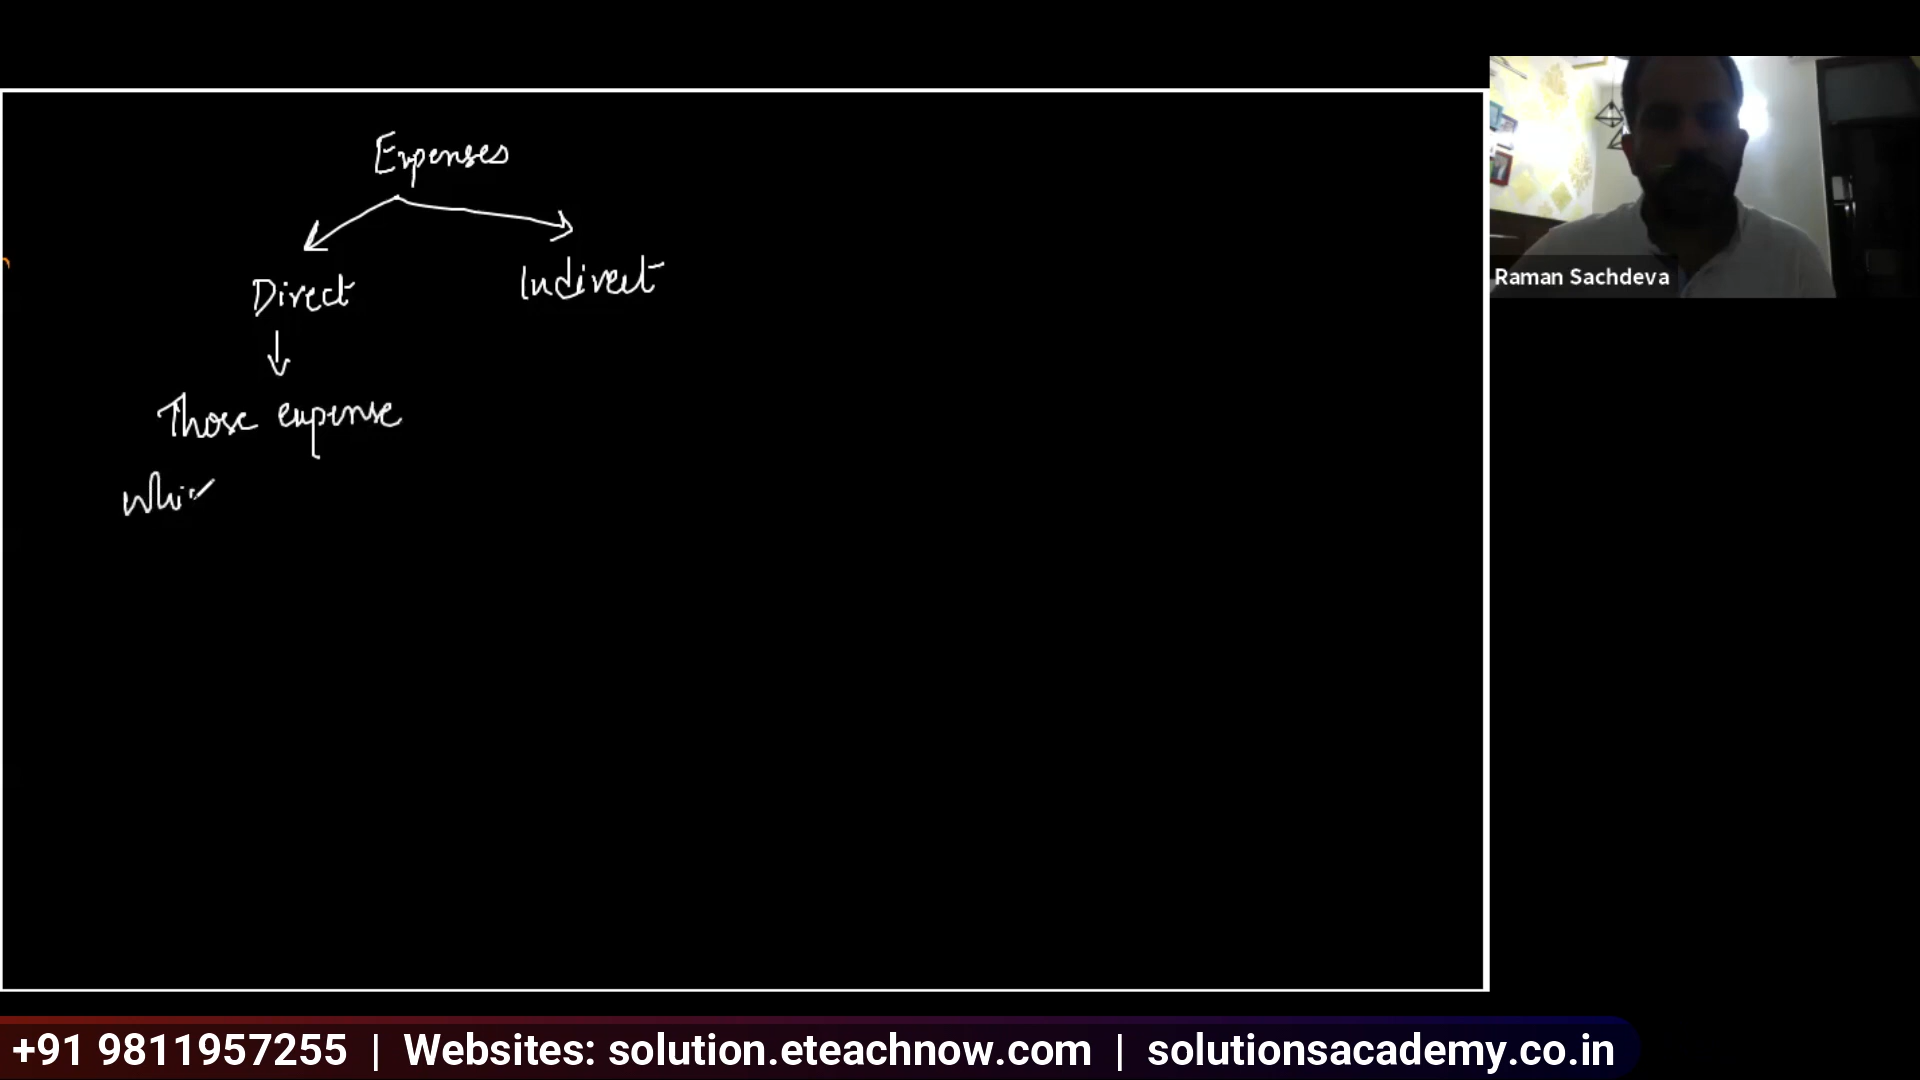 Expenses
Direct Indirect
Those expense
Raman Sachdeva
+91 9811957255 | Websites: solution.eteachnow.com | solutionsacademy.co.in